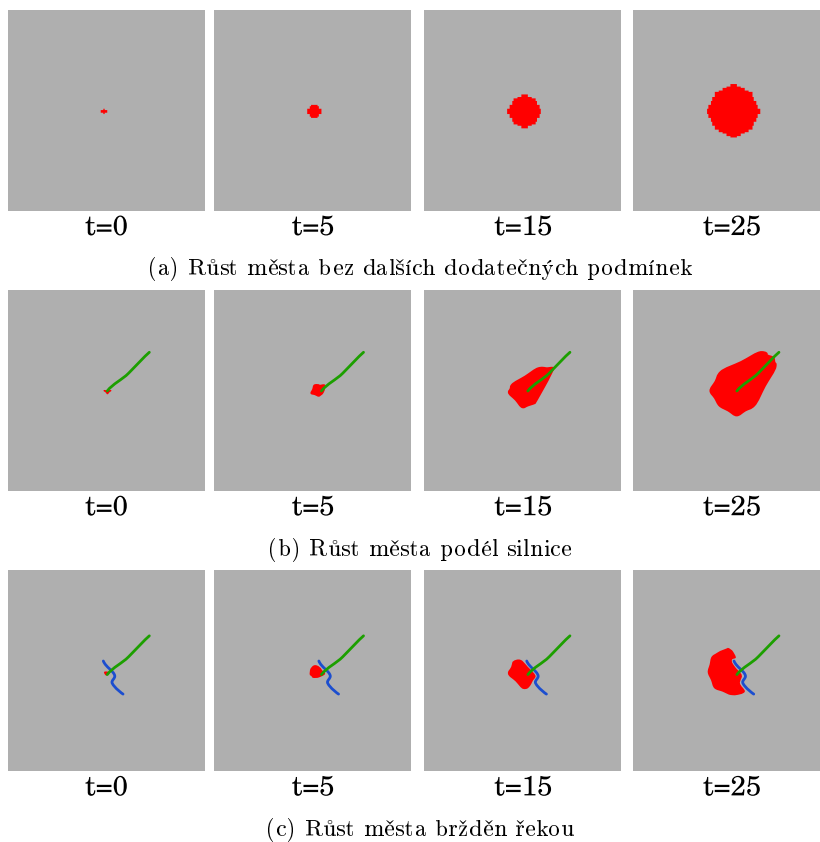 t=0 t=5 t=15 t=25
(a) Růst města bez dalších dodatečných podmínek
t=0 t=5 t=15 t=25
(b) Růst města podél silnice
t=0 t=5 t=15 t=25
(c) Růst města bržděn řekou